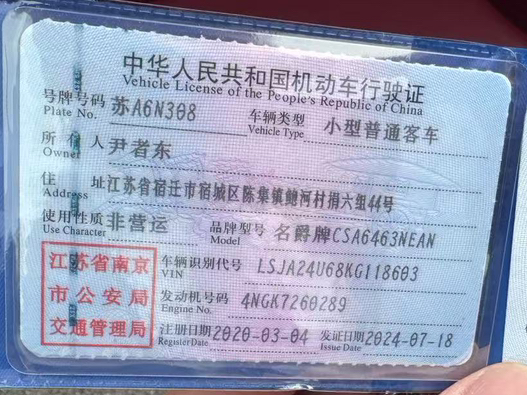 中华人民共和国机动车行驶证
Vehicle License of the People's Republic of China
号牌号码 苏A6N308 车辆类型 小型普通客车
Plate No. Vehicle Type
所有人 尹者东
Owner
住址 江苏省宿迁市宿城区陈集镇鲍河村捐六组44号
Address
使用性质 非营运 品牌型号 名爵牌CSA6463NEAN
Use Character Model
江苏省南京 车辆识别代号 LSJA24U68KG118603
VIN
市公安局 发动机号码 4NGK7260289
Engine No.
交通管理局 注册日期 2020-03-04 发证日期 2024-07-18
Register Date Issue Date